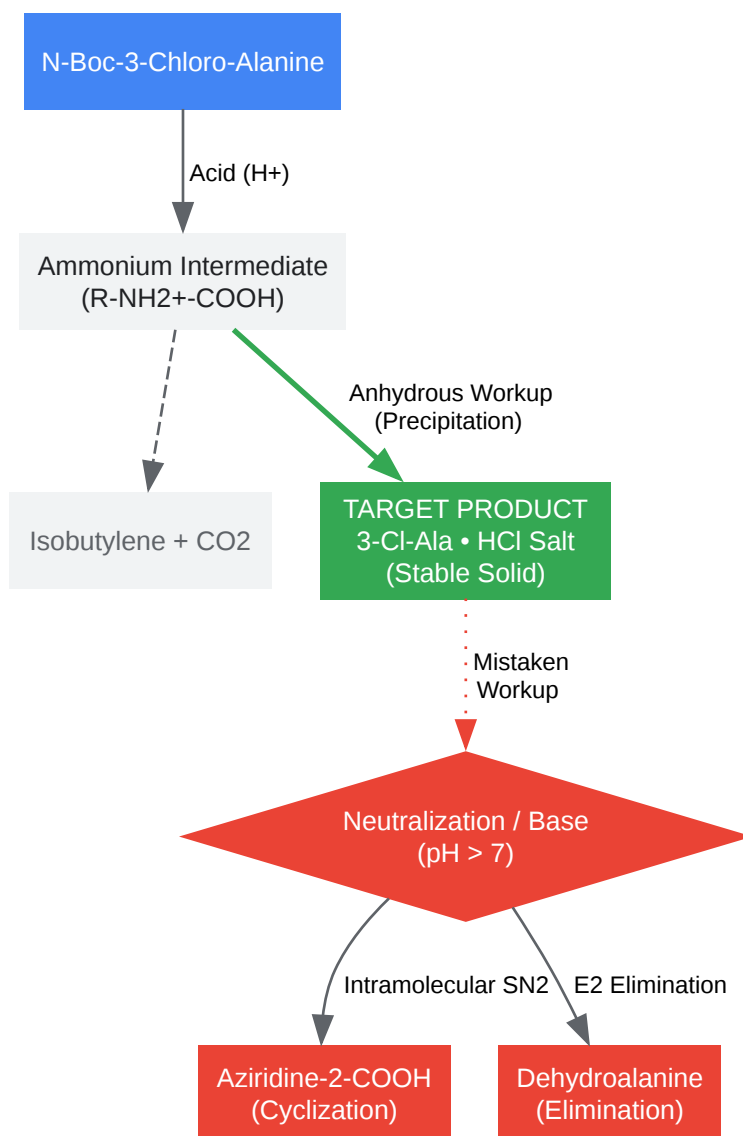 N-Boc-3-Chloro-Alanine
Acid (H+)
Ammonium Intermediate
(R-NH2+-COOH)
Anhydrous Workup
(Precipitation)
Isobutylene + CO2
TARGET PRODUCT
3-Cl-Ala • HCl Salt
(Stable Solid)
Mistaken
Workup
Neutralization / Base
(pH > 7)
Intramolecular SN2
E2 Elimination
Aziridine-2-COOH
(Cyclization)
Dehydroalanine
(Elimination)